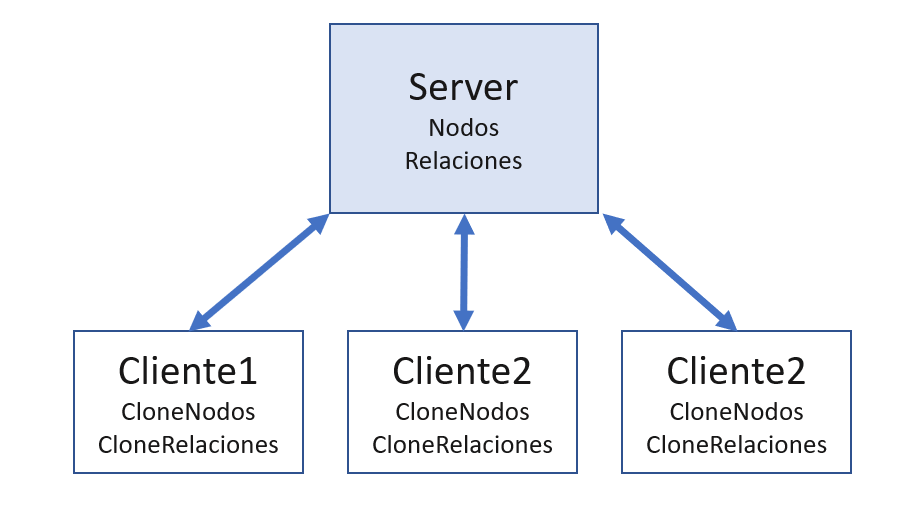 Server
Nodos
Relaciones
Cliente1
CloneNodos
CloneRelaciones
Cliente2
CloneNodos
CloneRelaciones
Cliente2
CloneNodos
CloneRelaciones